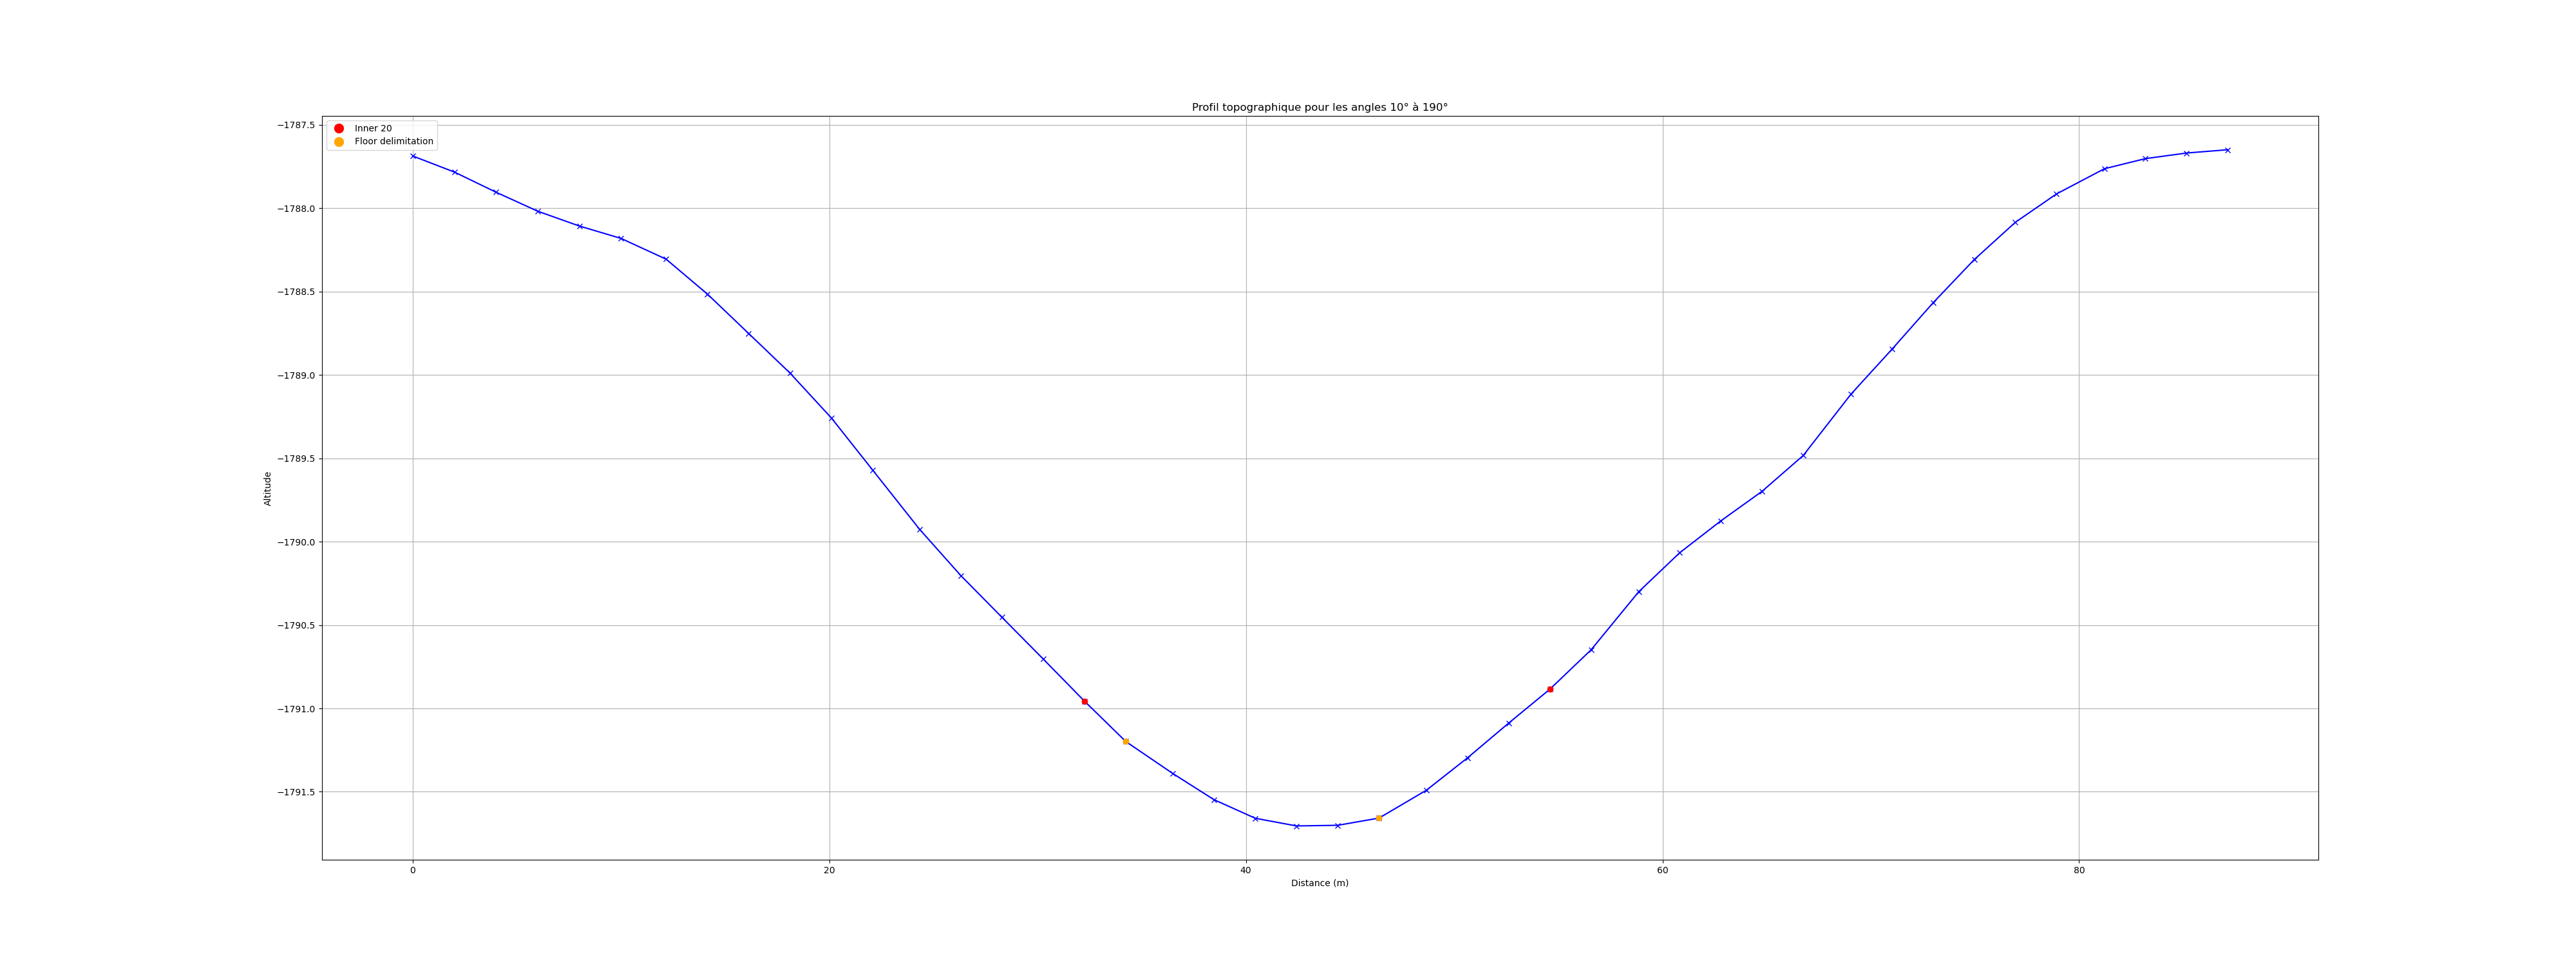 Profil topographique pour les angles 10° à 190°
Inner 20
Floor delimitation
−1787.5
−1788.0
−1788.5
−1789.0
−1789.5
−1790.0
−1790.5
−1791.0
−1791.5
Altitude
0 20 40 60 80
Distance (m)